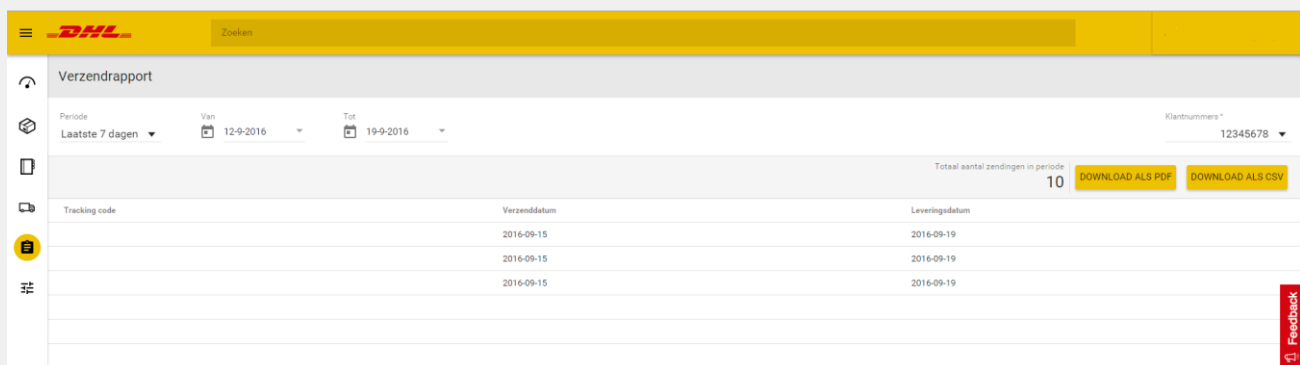 DHL
Zoeken
Verzendrapport
Periode
Laatste 7 dagen
Van
12-9-2016
Tot
19-9-2016
Klantnummers *
12345678
Totaal aantal zendingen in periode
10
DOWNLOAD ALS PDF
DOWNLOAD ALS CSV
Tracking code Verzenddatum Leveringsdatum
2016-09-15 2016-09-19
2016-09-15 2016-09-19
2016-09-15 2016-09-19
Feedback